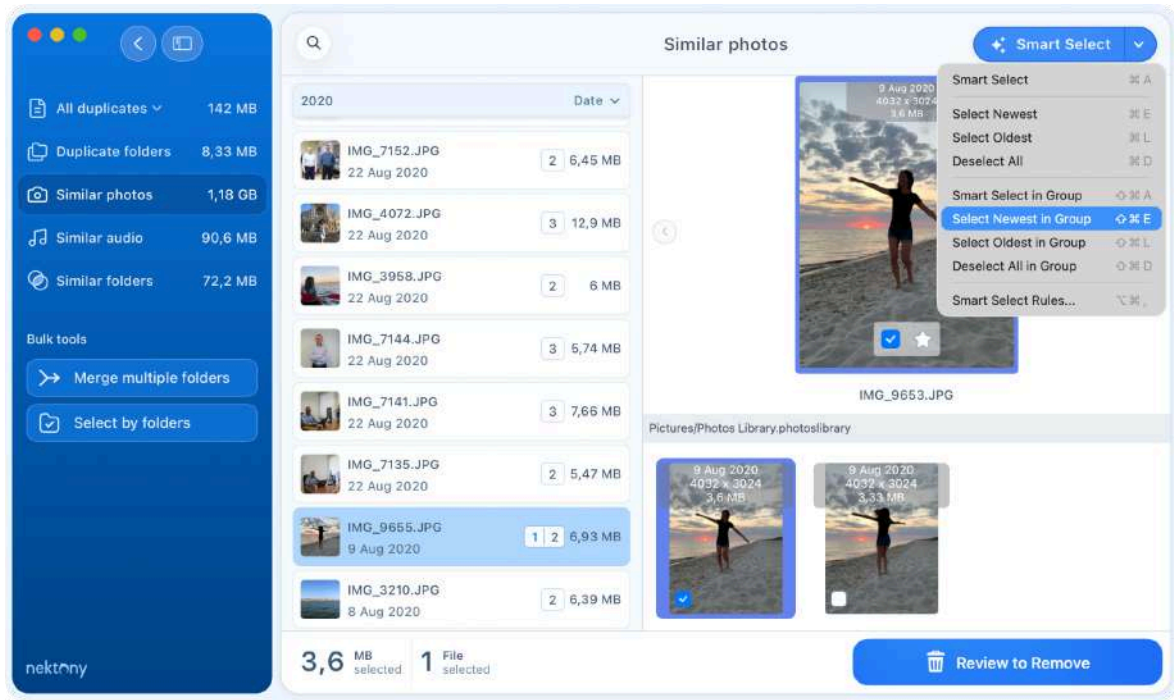 Similar photos
Smart Select
All duplicates 142 MB
Duplicate folders 8,33 MB
Similar photos 1,18 GB
Similar audio 90,6 MB
Similar folders 72,2 MB
Bulk tools
Merge multiple folders
Select by folders
nektony
2020 Date
IMG_7152.JPG
22 Aug 2020
2 6,45 MB
IMG_4072.JPG
22 Aug 2020
3 12,9 MB
IMG_3958.JPG
22 Aug 2020
2 6 MB
IMG_7144.JPG
22 Aug 2020
3 5,74 MB
IMG_7141.JPG
22 Aug 2020
3 7,66 MB
IMG_7135.JPG
22 Aug 2020
2 5,47 MB
IMG_9655.JPG
9 Aug 2020
1 2 6,93 MB
IMG_3210.JPG
8 Aug 2020
2 6,39 MB
9 Aug 2020
4032 x 3024
3,6 MB
Smart Select ⌘ A
Select Newest ⌘ E
Select Oldest ⌘ L
Deselect All ⌘ D
Smart Select in Group ⇧ ⌘ A
Select Newest in Group ⇧ ⌘ E
Select Oldest in Group ⇧ ⌘ L
Deselect All in Group ⇧ ⌘ D
Smart Select Rules... ⌥ ⌘ ,
IMG_9653.JPG
Pictures/Photos Library.photoslibrary
9 Aug 2020
4032 x 3024
3,6 MB
9 Aug 2020
4032 x 3024
3,33 MB
3,6 MB selected
1 File selected
Review to Remove